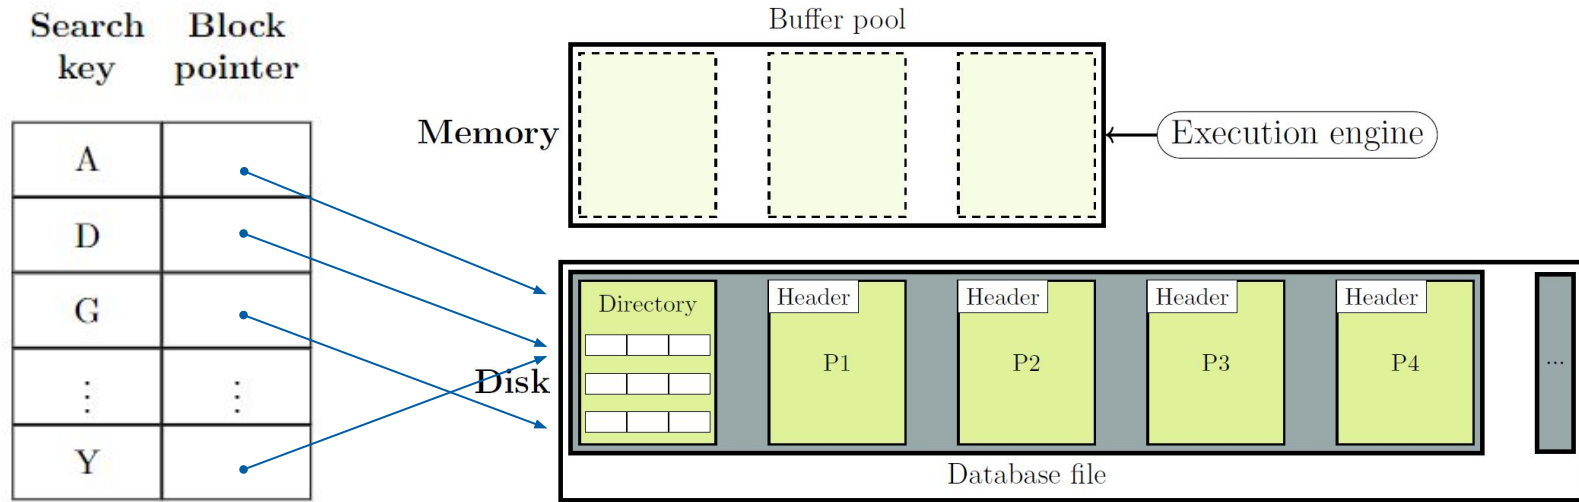 Search key
Block pointer
A
D
G
⋮ ⋮
Y
Buffer pool
Memory
Execution engine
Disk
Directory
Header
P1
Header
P2
Header
P3
Header
P4
...
Database file